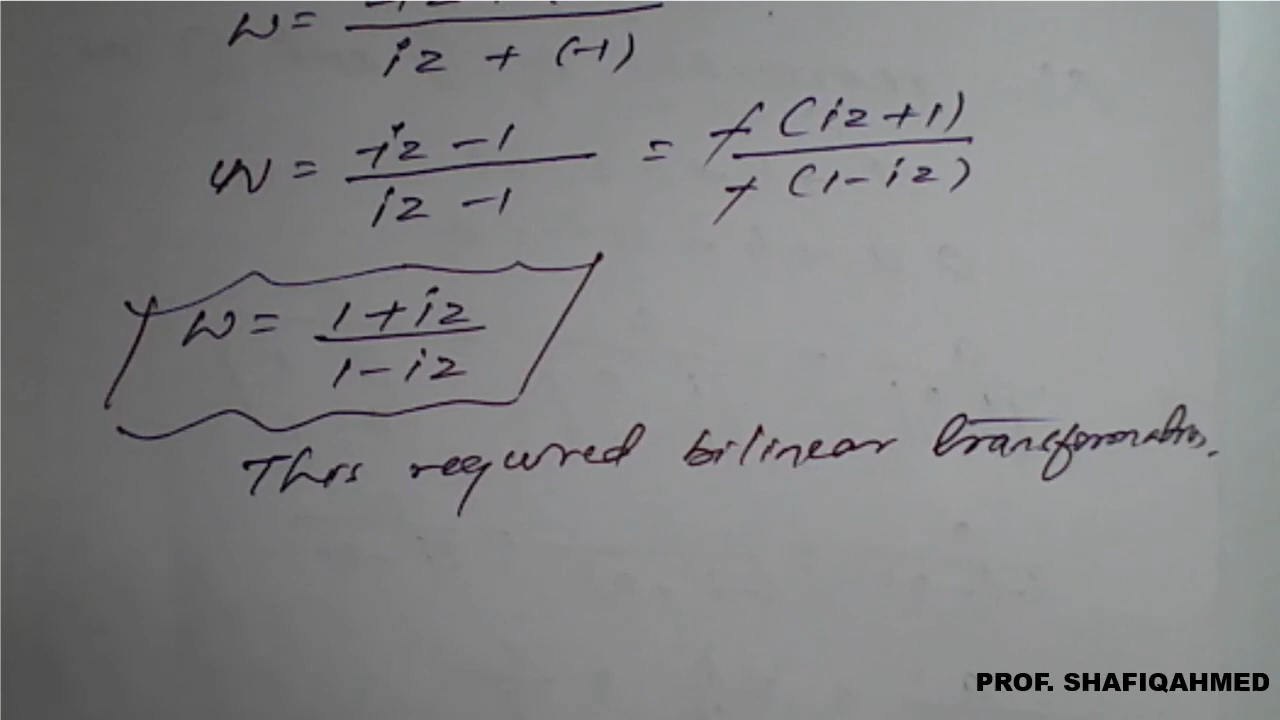 w =
iz + (-1)
w = -iz - 1 / iz - 1 = -(iz + 1) / -(1 - iz)
w = 1 + iz / 1 - iz
This required bilinear transformation.
PROF. SHAFIQAHMED